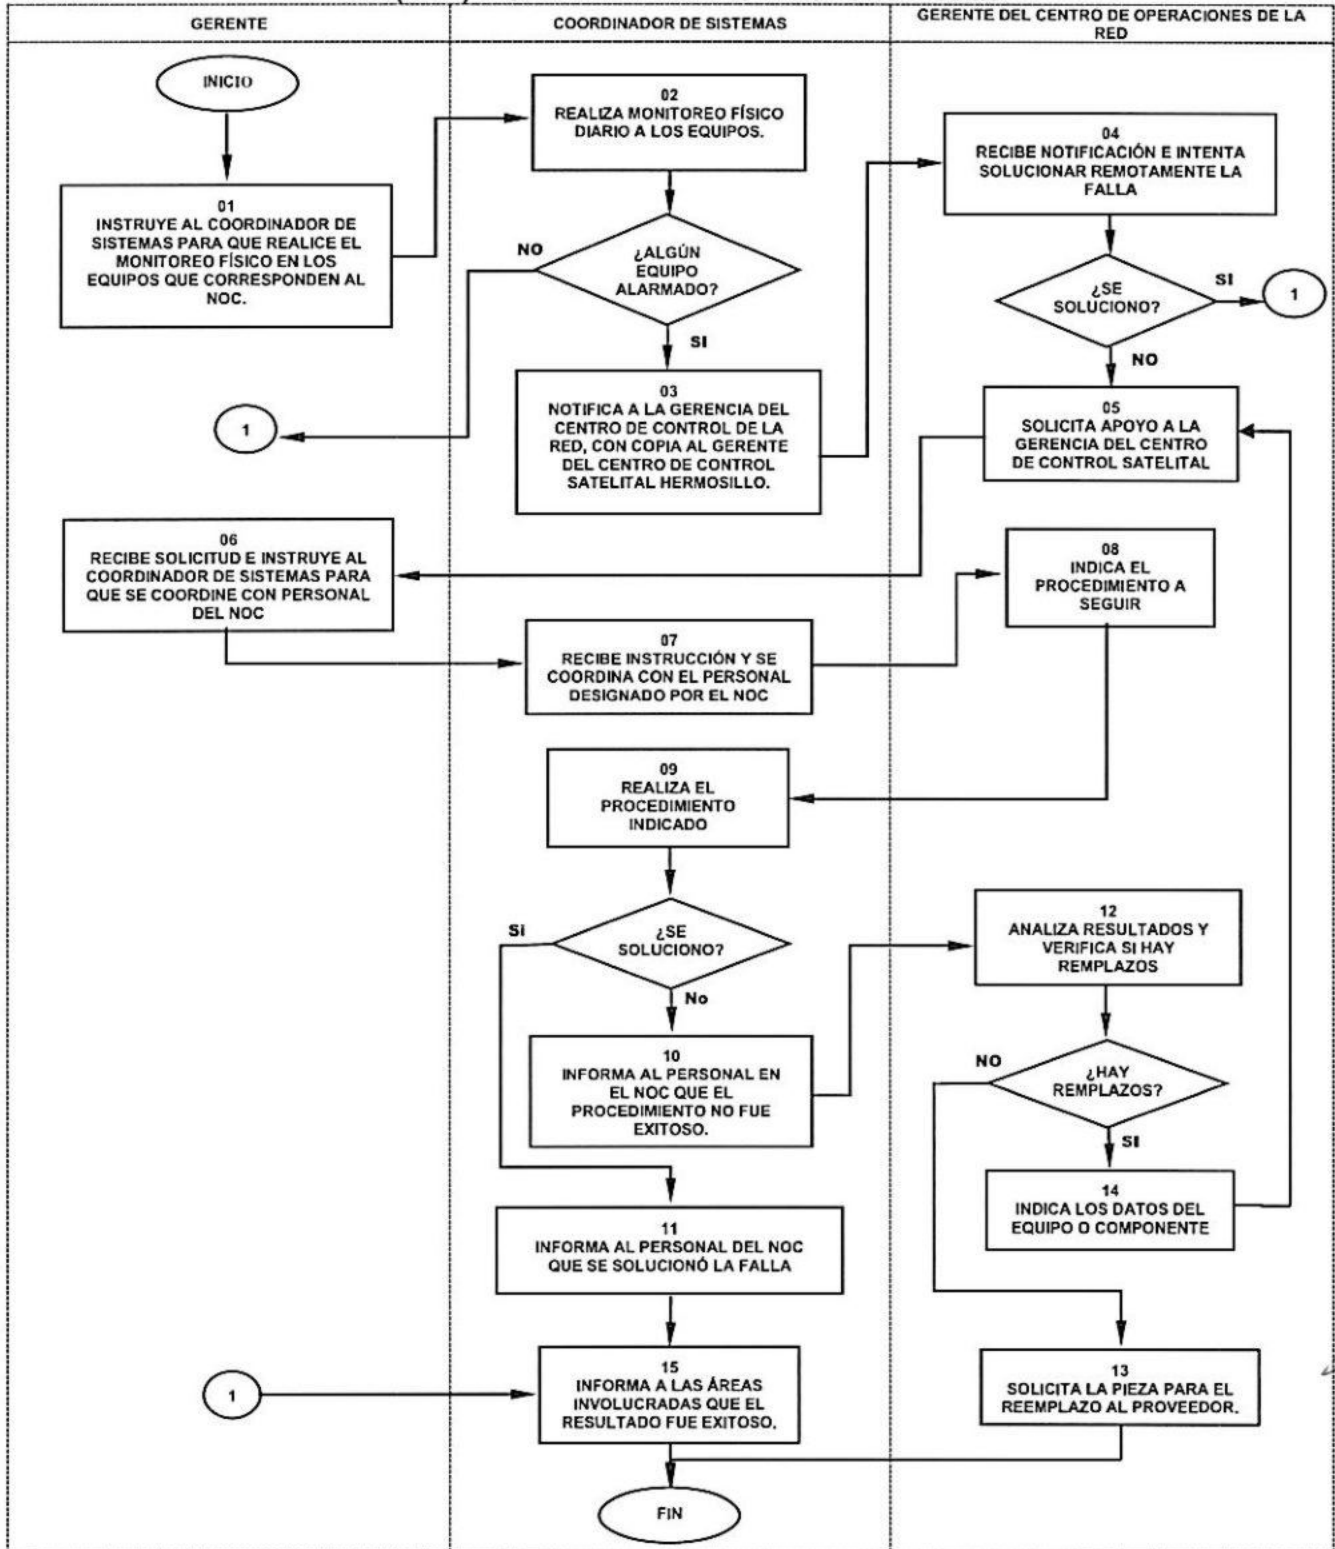 GERENTE
COORDINADOR DE SISTEMAS
GERENTE DEL CENTRO DE OPERACIONES DE LA
RED
INICIO
01
INSTRUYE AL COORDINADOR DE
SISTEMAS PARA QUE REALICE EL
MONITOREO FÍSICO EN LOS
EQUIPOS QUE CORRESPONDEN AL
NOC.
02
REALIZA MONITOREO FÍSICO
DIARIO A LOS EQUIPOS.
¿ALGÚN
EQUIPO
ALARMADO?
NO
SI
1
03
NOTIFICA A LA GERENCIA DEL
CENTRO DE CONTROL DE LA
RED, CON COPIA AL GERENTE
DEL CENTRO DE CONTROL
SATELITAL HERMOSILLO.
04
RECIBE NOTIFICACIÓN E INTENTA
SOLUCIONAR REMOTAMENTE LA
FALLA
¿SE
SOLUCIONO?
SI
1
NO
05
SOLICITA APOYO A LA
GERENCIA DEL CENTRO
DE CONTROL SATELITAL
06
RECIBE SOLICITUD E INSTRUYE AL
COORDINADOR DE SISTEMAS PARA
QUE SE COORDINE CON PERSONAL
DEL NOC
07
RECIBE INSTRUCCIÓN Y SE
COORDINA CON EL PERSONAL
DESIGNADO POR EL NOC
08
INDICA EL
PROCEDIMIENTO A
SEGUIR
09
REALIZA EL
PROCEDIMIENTO
INDICADO
¿SE
SOLUCIONO?
Si
No
10
INFORMA AL PERSONAL EN
EL NOC QUE EL
PROCEDIMIENTO NO FUE
EXITOSO.
12
ANALIZA RESULTADOS Y
VERIFICA SI HAY
REMPLAZOS
¿HAY
REMPLAZOS?
NO
SI
14
INDICA LOS DATOS DEL
EQUIPO O COMPONENTE
11
INFORMA AL PERSONAL DEL NOC
QUE SE SOLUCIONÓ LA FALLA
1
15
INFORMA A LAS ÁREAS
INVOLUCRADAS QUE EL
RESULTADO FUE EXITOSO.
13
SOLICITA LA PIEZA PARA EL
REEMPLAZO AL PROVEEDOR.
FIN